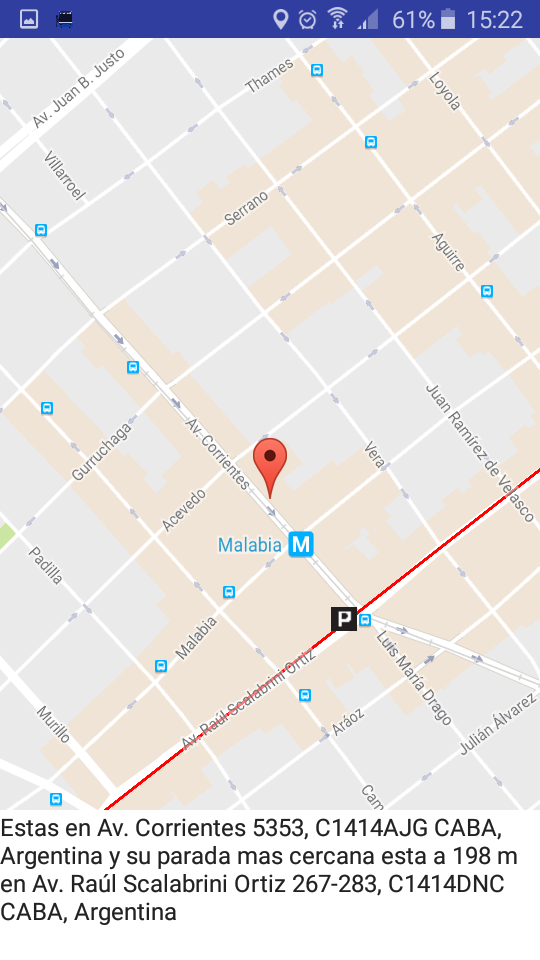 61% 15:22
Av. Juan B. Justo
Thames
Loyola
Villarroel
Serrano
Aguirre
Juan Ramírez de Velasco
Gurruchaga
Av. Corrientes
Vera
Acevedo
Malabia M
Padilla
P
Malabia
Luis María Drago
Av. Raúl Scalabrini Ortiz
Murillo
Aráoz
Julián Álvarez
Cam
Estas en Av. Corrientes 5353, C1414AJG CABA,
Argentina y su parada mas cercana esta a 198 m
en Av. Raúl Scalabrini Ortiz 267-283, C1414DNC
CABA, Argentina